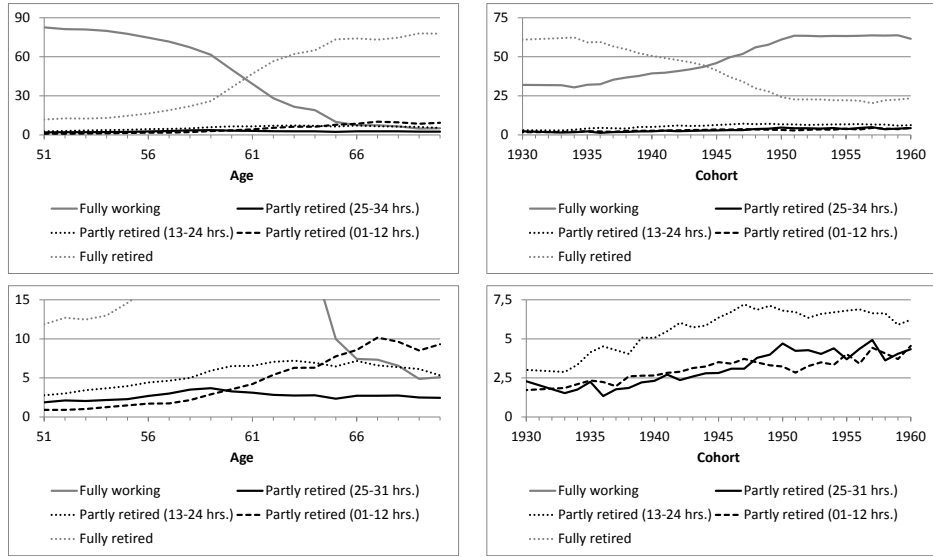 90
60
30
0
51 56 61 66
Age
Fully working Partly retired (25-34 hrs.)
Partly retired (13-24 hrs.) Partly retired (01-12 hrs.)
Fully retired
75
50
25
0
1930 1935 1940 1945 1950 1955 1960
Cohort
Fully working Partly retired (25-34 hrs.)
Partly retired (13-24 hrs.) Partly retired (01-12 hrs.)
Fully retired
15
10
5
0
51 56 61 66
Age
Fully working Partly retired (25-31 hrs.)
Partly retired (13-24 hrs.) Partly retired (01-12 hrs.)
Fully retired
7,5
5
2,5
0
1930 1935 1940 1945 1950 1955 1960
Cohort
Fully working Partly retired (25-31 hrs.)
Partly retired (13-24 hrs.) Partly retired (01-12 hrs.)
Fully retired